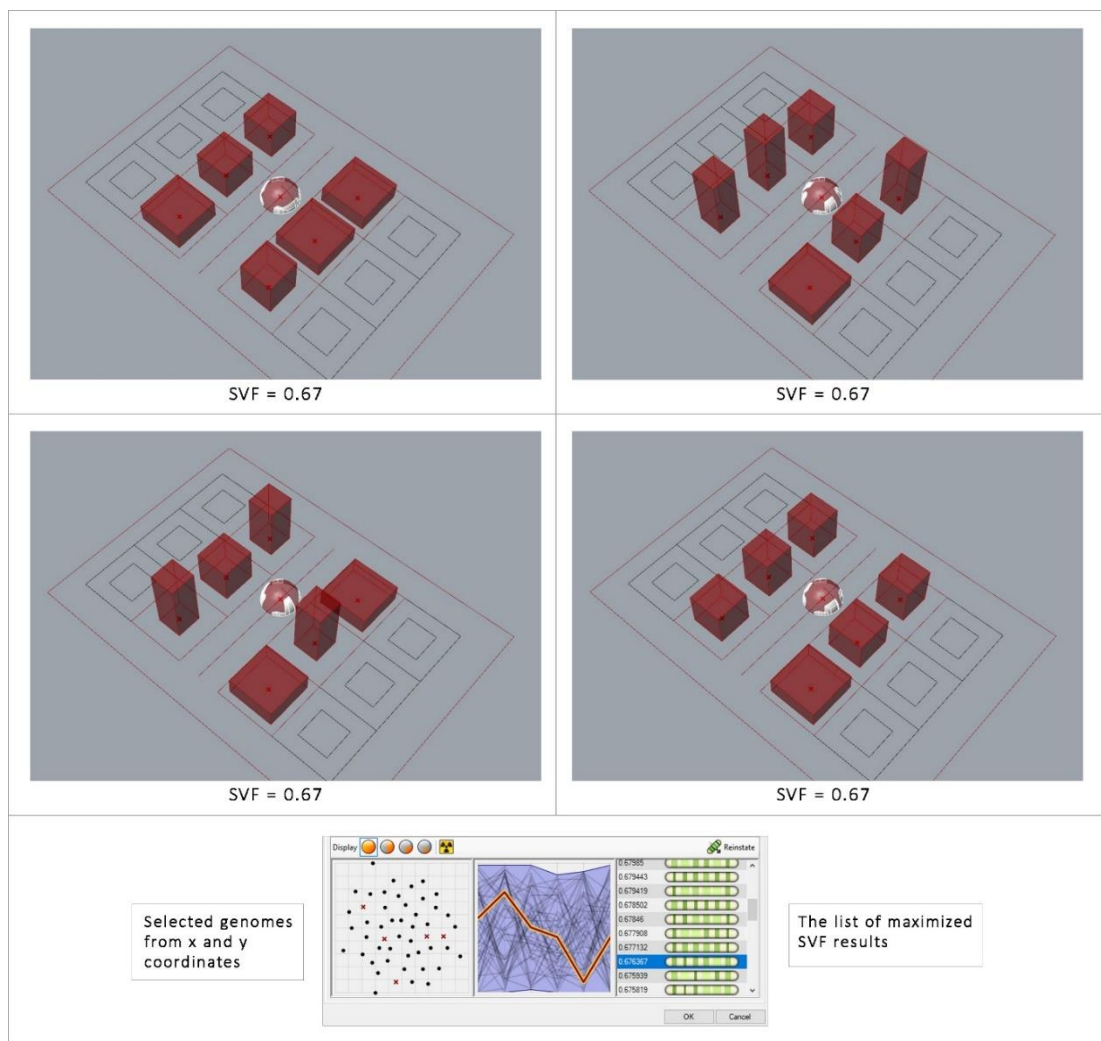 SVF = 0.67
SVF = 0.67
SVF = 0.67
SVF = 0.67
Display
Reinstate
Selected genomes
from x and y
coordinates
0.67985
0.679443
0.679419
0.678502
0.67846
0.677908
0.677132
0.676367
0.675939
0.675819
The list of maximized
SVF results
OK
Cancel